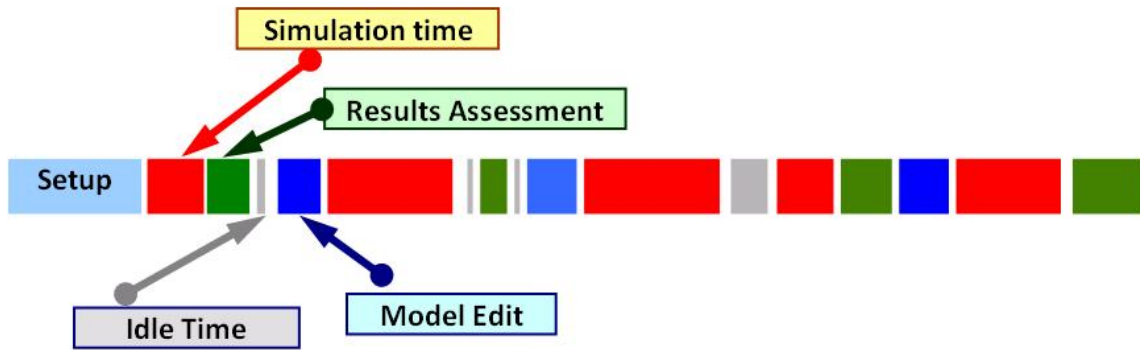 Simulation time
Results Assessment
Setup
Idle Time
Model Edit